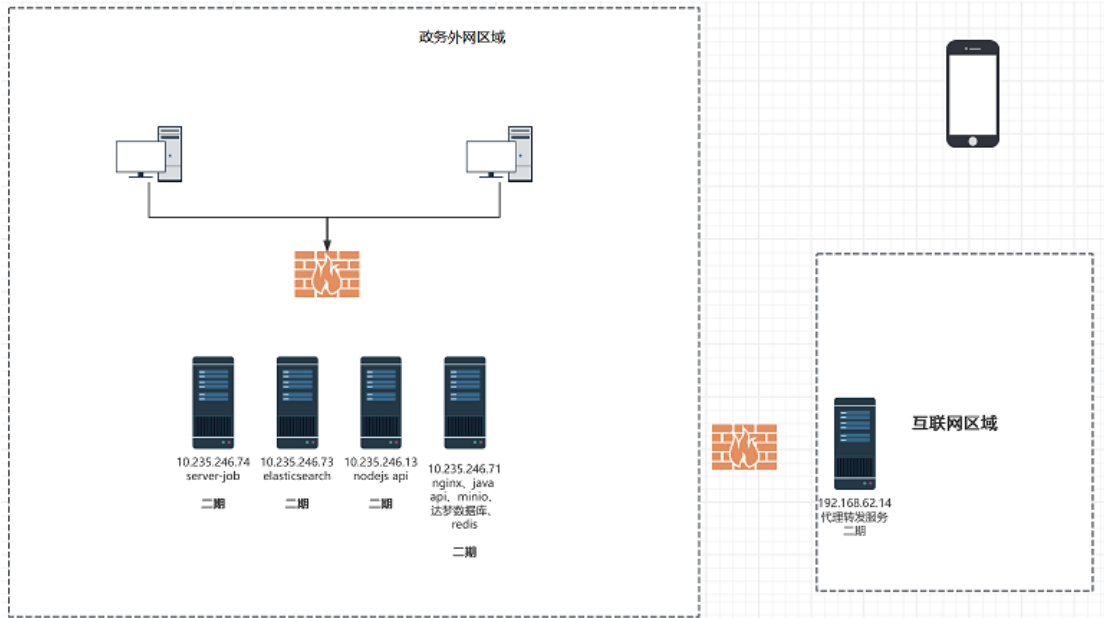 政务外网区域
10.235.246.74
server-job
二期
10.235.246.73
elasticsearch
二期
10.235.246.13
nodejs api
二期
10.235.246.71
nginx、java
api、minio、
达梦数据库、
redis
二期
互联网区域
192.168.62.14
代理转发服务
二期